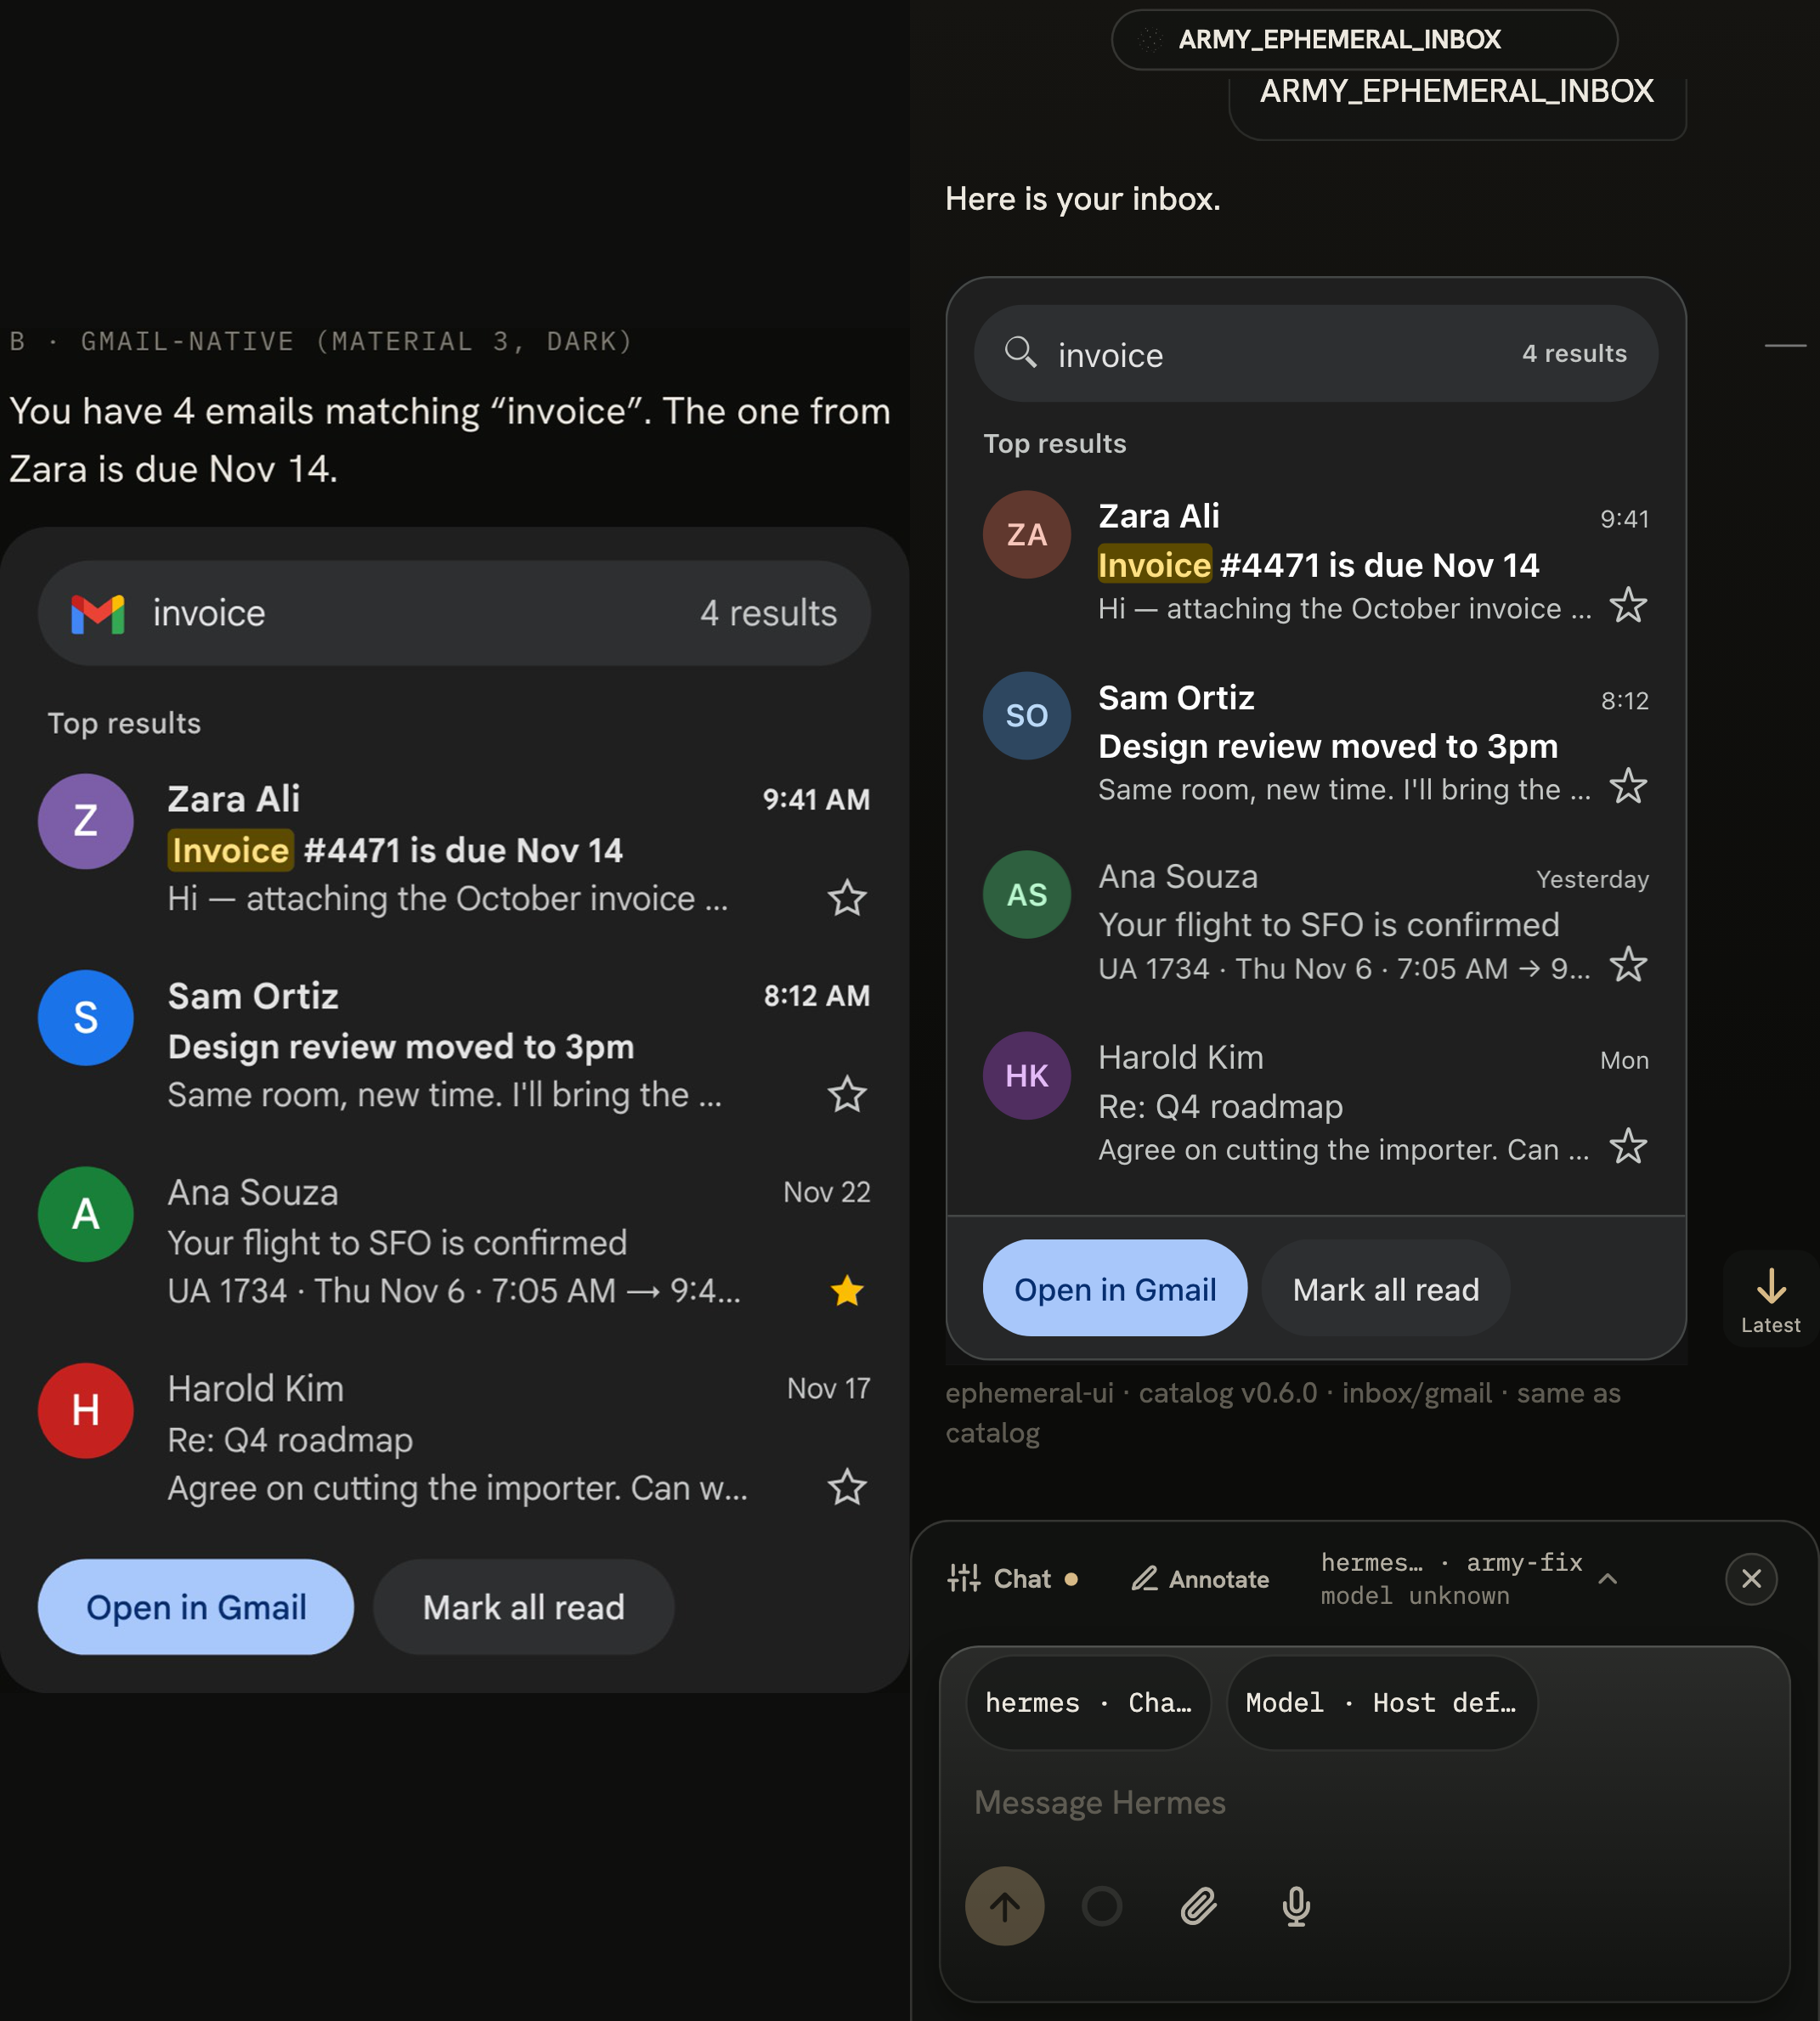 B · GMAIL-NATIVE (MATERIAL 3, DARK)
You have 4 emails matching “invoice”. The one from
Zara is due Nov 14.
invoice
4 results
Top results
Z
Zara Ali
9:41 AM
Invoice #4471 is due Nov 14
Hi — attaching the October invoice ...
S
Sam Ortiz
8:12 AM
Design review moved to 3pm
Same room, new time. I'll bring the ...
A
Ana Souza
Nov 22
Your flight to SFO is confirmed
UA 1734 · Thu Nov 6 · 7:05 AM → 9:4...
H
Harold Kim
Nov 17
Re: Q4 roadmap
Agree on cutting the importer. Can w...
Open in Gmail
Mark all read
ARMY_EPHEMERAL_INBOX
ARMY_EPHEMERAL_INBOX
Here is your inbox.
invoice
4 results
Top results
ZA
Zara Ali
9:41
Invoice #4471 is due Nov 14
Hi — attaching the October invoice ...
SO
Sam Ortiz
8:12
Design review moved to 3pm
Same room, new time. I'll bring the ...
AS
Ana Souza
Yesterday
Your flight to SFO is confirmed
UA 1734 · Thu Nov 6 · 7:05 AM → 9...
HK
Harold Kim
Mon
Re: Q4 roadmap
Agree on cutting the importer. Can ...
Open in Gmail
Mark all read
Latest
ephemeral-ui · catalog v0.6.0 · inbox/gmail · same as
catalog
Chat
Annotate
hermes… · army-fix
model unknown
hermes · Cha…
Model · Host def…
Message Hermes